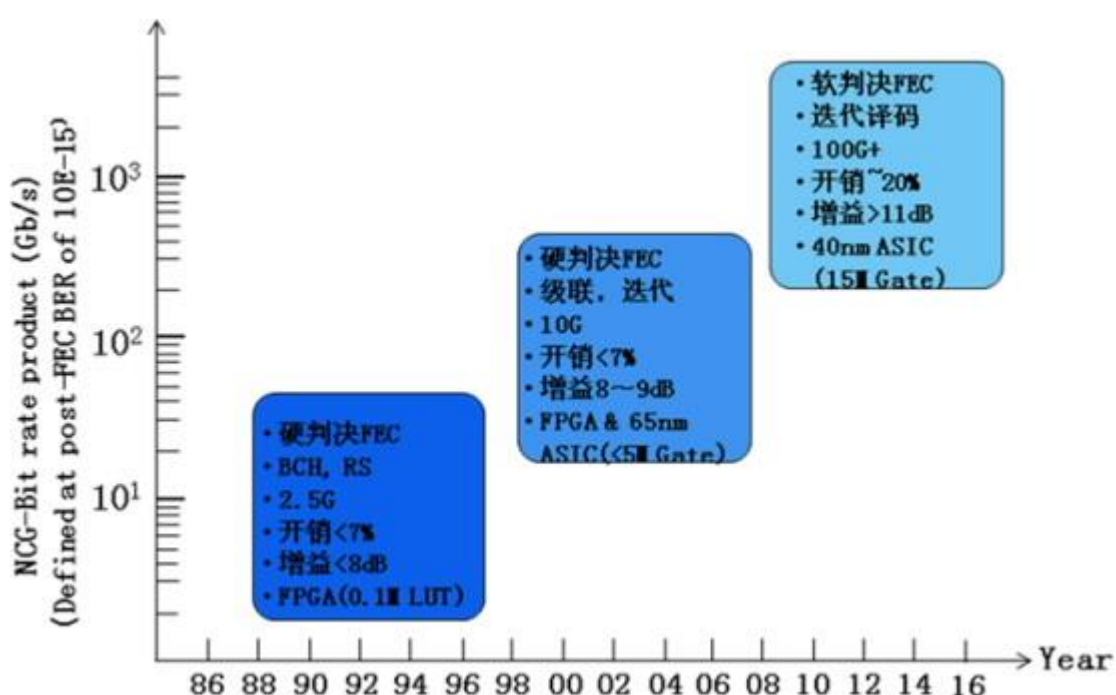 NCG-Bit rate product (Gb/s)
(Defined at post-FEC BER of 10E-15)
10³
10²
10¹
• 硬判决FEC
• BCH, RS
• 2.5G
• 开销<7%
• 增益<8dB
• FPGA(0.1M LUT)
• 硬判决FEC
• 级联, 迭代
• 10G
• 开销<7%
• 增益8～9dB
• FPGA & 65nm
ASIC(<5M Gate)
• 软判决FEC
• 迭代译码
• 100G+
• 开销~20%
• 增益>11dB
• 40nm ASIC
(15M Gate)
86 88 90 92 94 96 98 00 02 04 06 08 10 12 14 16
Year